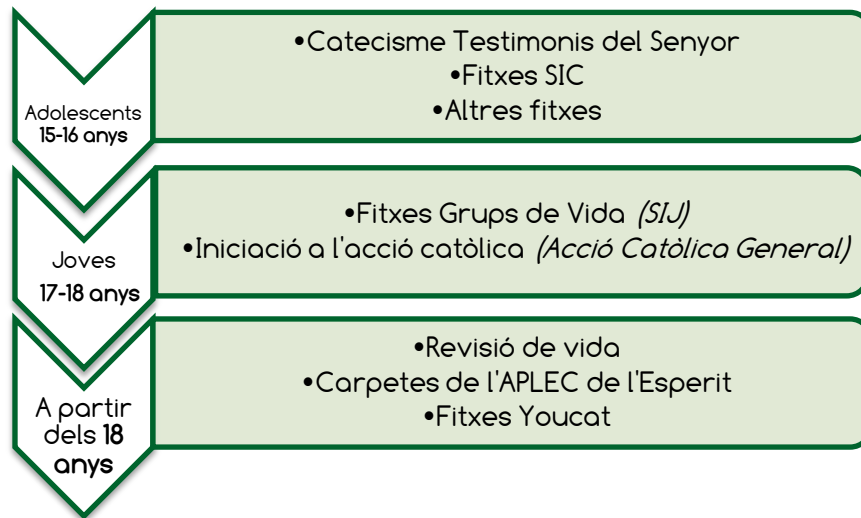 Adolescents
15-16 anys
•Catecisme Testimonis del Senyor
•Fitxes SIC
•Altres fitxes
Joves
17-18 anys
•Fitxes Grups de Vida (SIJ)
•Iniciació a l'acció catòlica (Acció Catòlica General)
A partir
dels 18
anys
•Revisió de vida
•Carpetes de l'APLEC de l'Esperit
•Fitxes Youcat